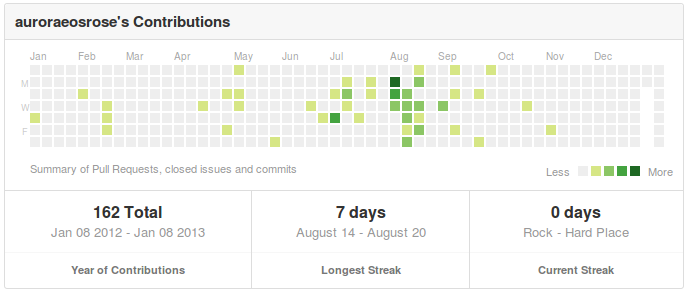 auroraeosrose's Contributions
Jan Feb Mar Apr May Jun Jul Aug Sep Oct Nov Dec
M
W
F
Summary of Pull Requests, closed issues and commits
Less More
162 Total 7 days 0 days
Jan 08 2012 - Jan 08 2013 August 14 - August 20 Rock - Hard Place
Year of Contributions Longest Streak Current Streak